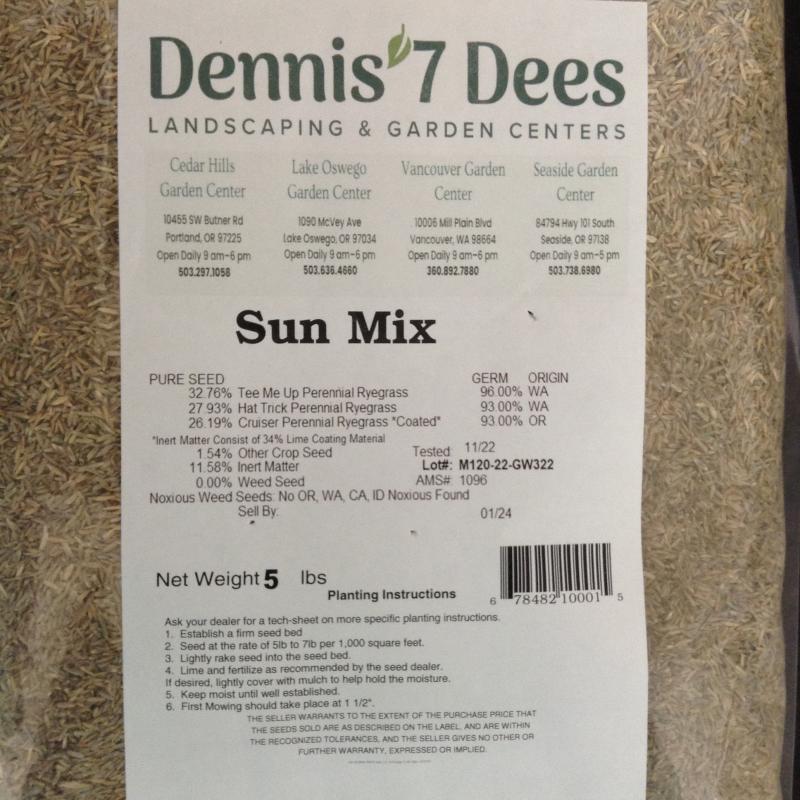 Dennis' 7 Dees
LANDSCAPING & GARDEN CENTERS
Cedar Hills
Garden Center
10455 SW Butner Rd
Portland, OR 97225
Open Daily 9 am-6 pm
503.297.1058
Lake Oswego
Garden Center
1090 McVey Ave
Lake Oswego, OR 97034
Open Daily 9 am-6 pm
503.636.4660
Vancouver Garden
Center
10006 Mill Plain Blvd
Vancouver, WA 98664
Open Daily 9 am-6 pm
360.892.7880
Seaside Garden
Center
84794 Hwy 101 South
Seaside, OR 97138
Open Daily 9 am-5 pm
503.738.6980
Sun Mix
PURE SEED GERM ORIGIN
32.76% Tee Me Up Perennial Ryegrass 96.00% WA
27.93% Hat Trick Perennial Ryegrass 93.00% WA
26.19% Cruiser Perennial Ryegrass *Coated* 93.00% OR
*Inert Matter Consist of 34% Lime Coating Material
1.54% Other Crop Seed Tested: 11/22
11.58% Inert Matter Lot#: M120-22-GW322
0.00% Weed Seed AMS#: 1096
Noxious Weed Seeds: No OR, WA, CA, ID Noxious Found
Sell By: 01/24
Net Weight 5 lbs
6 78482 10001 5
Planting Instructions
Ask your dealer for a tech-sheet on more specific planting instructions.
1. Establish a firm seed bed
2. Seed at the rate of 5lb to 7lb per 1,000 square feet.
3. Lightly rake seed into the seed bed.
4. Lime and fertilize as recommended by the seed dealer.
If desired, lightly cover with mulch to help hold the moisture.
5. Keep moist until well established.
6. First Mowing should take place at 1 1/2".
THE SELLER WARRANTS TO THE EXTENT OF THE PURCHASE PRICE THAT
THE SEEDS SOLD ARE AS DESCRIBED ON THE LABEL, AND ARE WITHIN
THE RECOGNIZED TOLERANCES, AND THE SELLER GIVES NO OTHER OR
FURTHER WARRANTY, EXPRESSED OR IMPLIED.